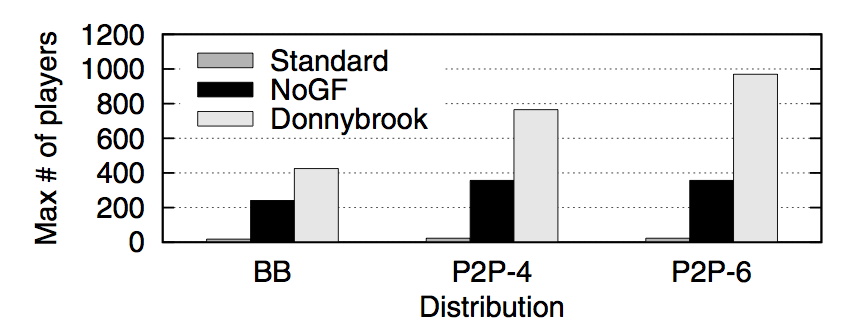 Max # of players
1200
1000
800
600
400
200
0
Standard
NoGF
Donnybrook
BB P2P-4 P2P-6
Distribution